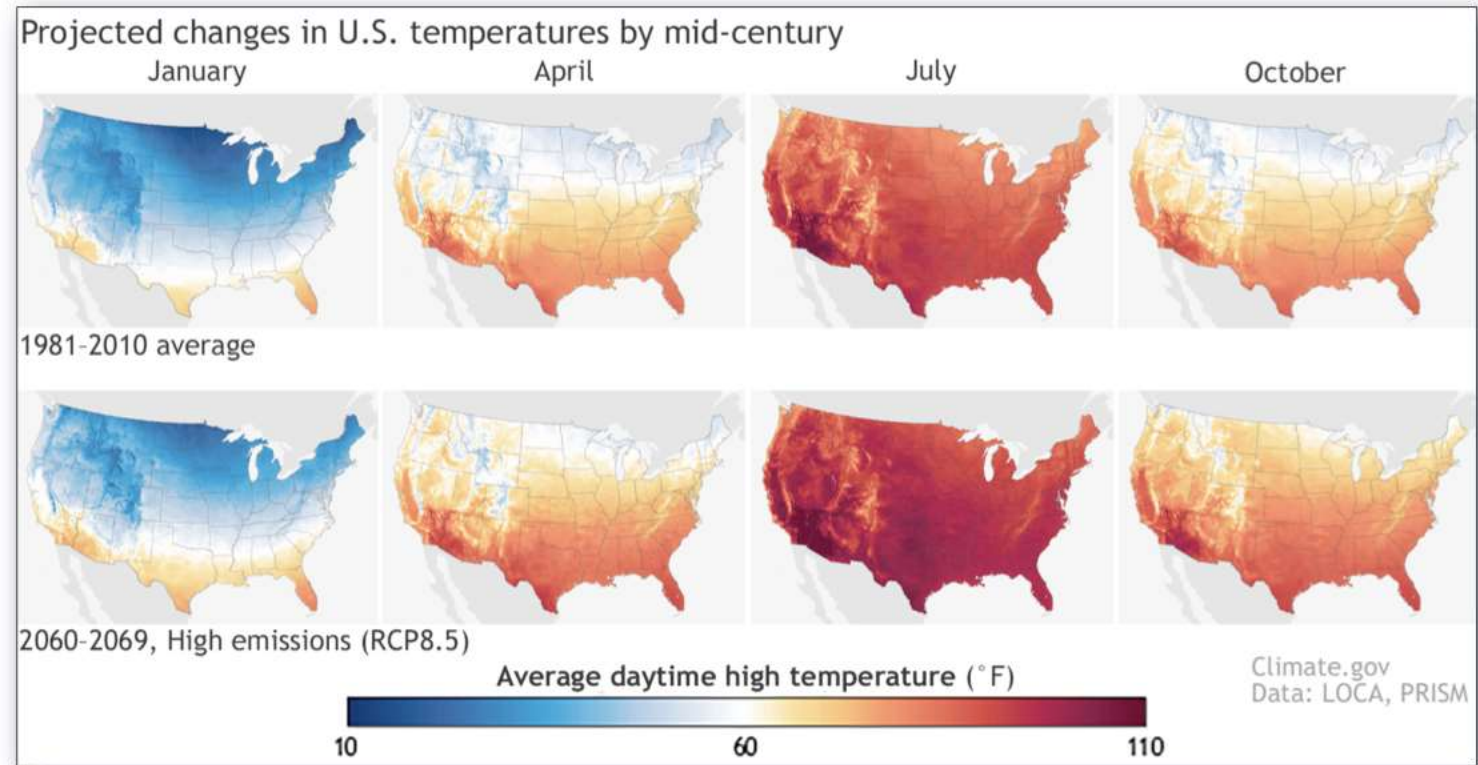 Projected changes in U.S. temperatures by mid-century
January April July October
1981-2010 average
2060-2069, High emissions (RCP8.5)
Average daytime high temperature (°F)
10 60 110
Climate.gov
Data: LOCA, PRISM